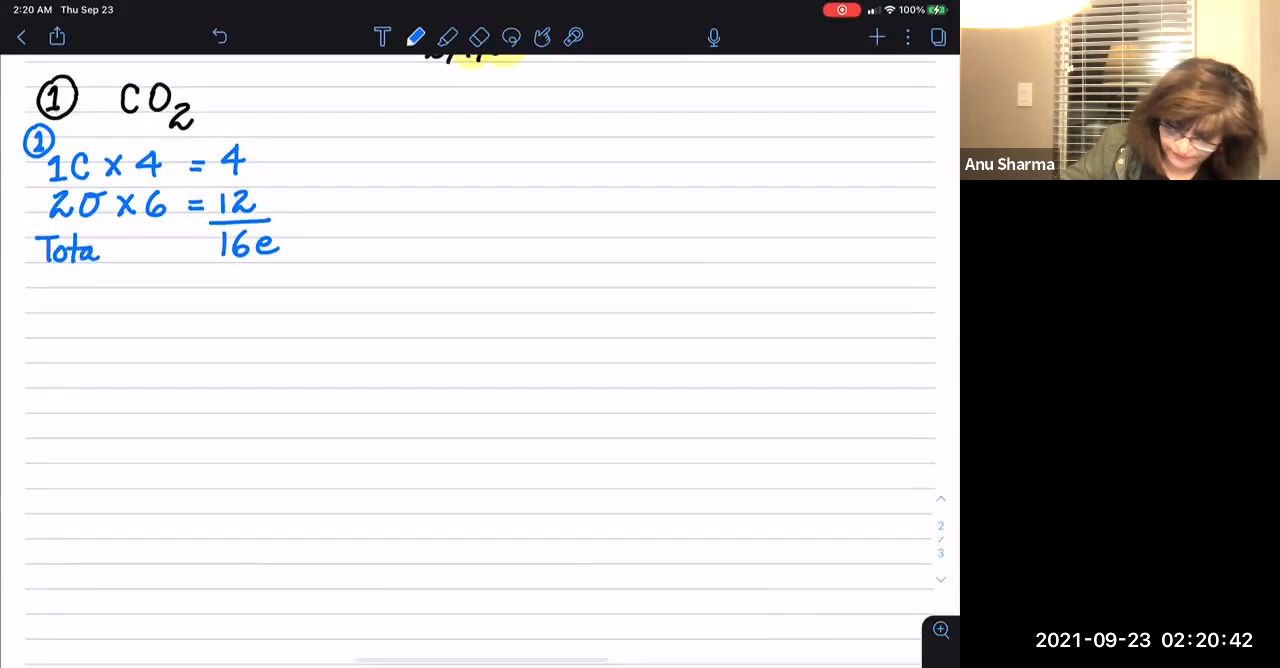 2:20 AM Thu Sep 23
100%
① CO₂
①
1C × 4 = 4
2O × 6 = 12
Tota 16e
Anu Sharma
2
/
3
2021-09-23 02:20:42